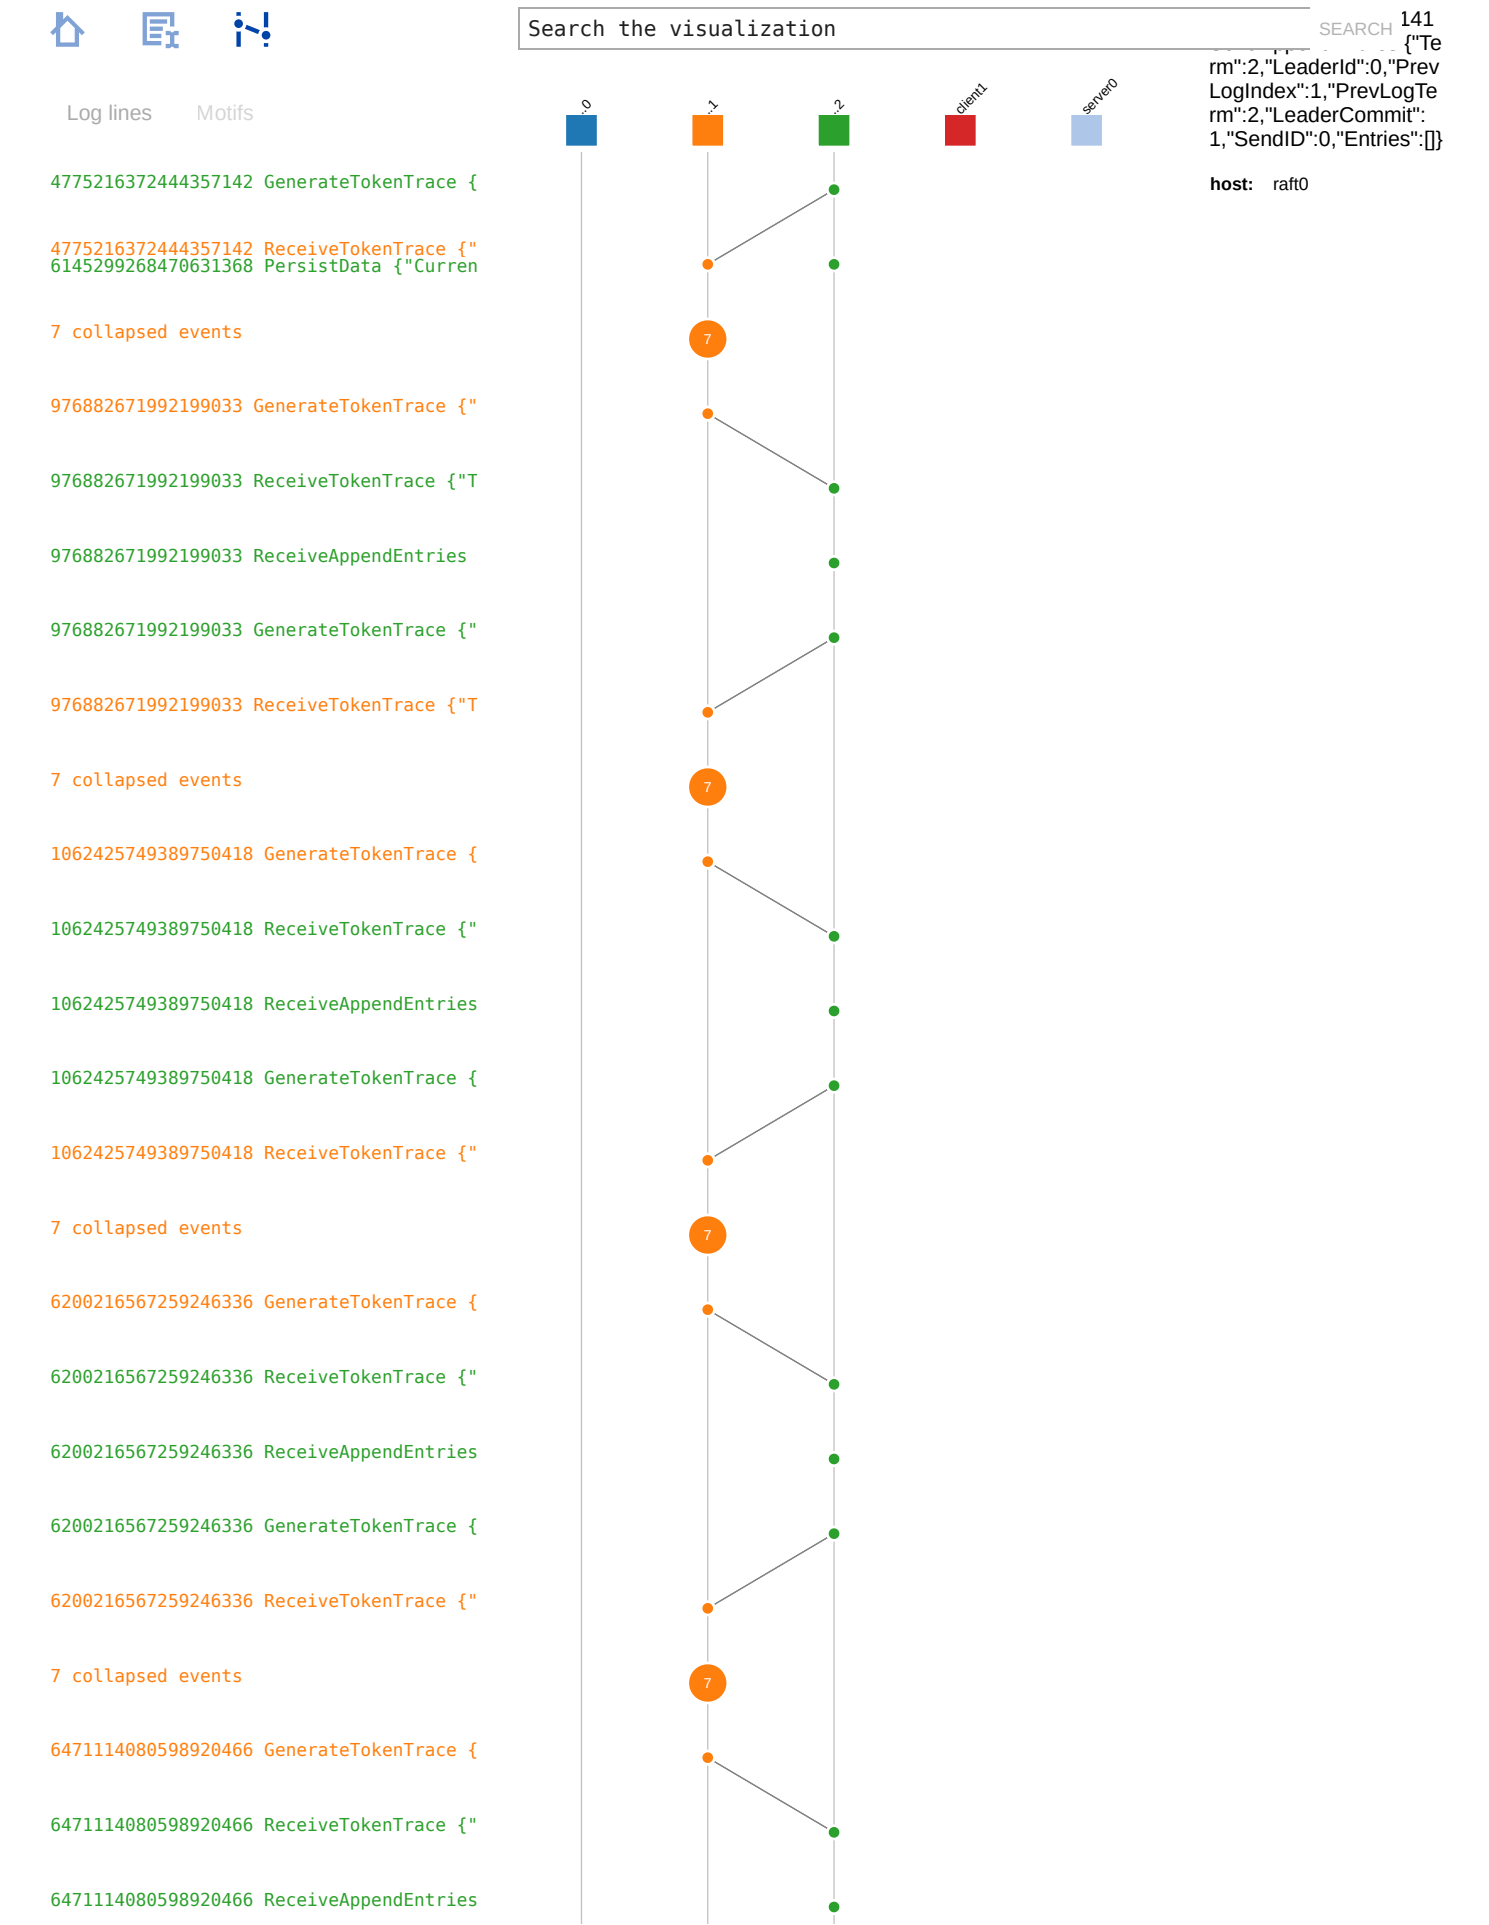 Search the visualization
SEARCH
141
{"Te
rm":2,"LeaderId":0,"Prev
LogIndex":1,"PrevLogTe
rm":2,"LeaderCommit":
1,"SendID":0,"Entries":[]}
host: raft0
Log lines
Motifs
..0
..1
..2
client1
server0
4775216372444357142 GenerateTokenTrace {
4775216372444357142 ReceiveTokenTrace {"
6145299268470631368 PersistData {"Curren
7 collapsed events
7
976882671992199033 GenerateTokenTrace {"
976882671992199033 ReceiveTokenTrace {"T
976882671992199033 ReceiveAppendEntries
976882671992199033 GenerateTokenTrace {"
976882671992199033 ReceiveTokenTrace {"T
7 collapsed events
7
1062425749389750418 GenerateTokenTrace {
1062425749389750418 ReceiveTokenTrace {"
1062425749389750418 ReceiveAppendEntries
1062425749389750418 GenerateTokenTrace {
1062425749389750418 ReceiveTokenTrace {"
7 collapsed events
7
6200216567259246336 GenerateTokenTrace {
6200216567259246336 ReceiveTokenTrace {"
6200216567259246336 ReceiveAppendEntries
6200216567259246336 GenerateTokenTrace {
6200216567259246336 ReceiveTokenTrace {"
7 collapsed events
7
6471114080598920466 GenerateTokenTrace {
6471114080598920466 ReceiveTokenTrace {"
6471114080598920466 ReceiveAppendEntries